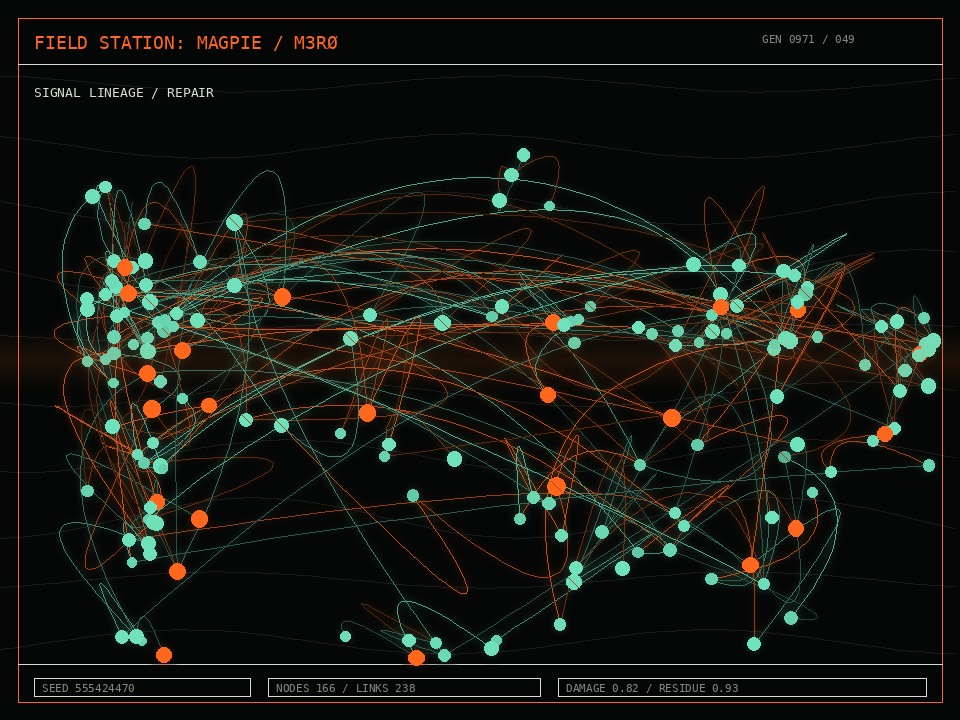 FIELD STATION: MAGPIE / M3RØ
GEN 0971 / 049
SIGNAL LINEAGE / REPAIR
SEED 555424470
NODES 166 / LINKS 238
DAMAGE 0.82 / RESIDUE 0.93